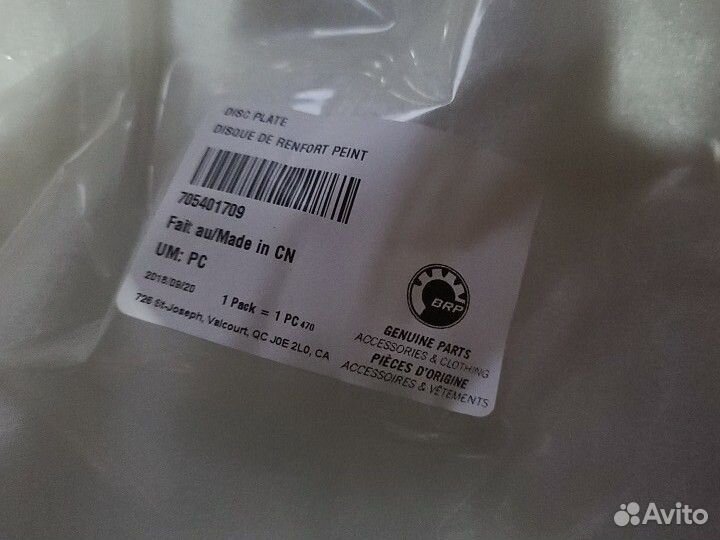 DISC PLATE
DISQUE DE RENFORT PEINT
705401709
Fait au/Made in CN
UM: PC
2018/09/20
1 Pack = 1 PC 470
726 St-Joseph, Valcourt, QC J0E 2L0, CA
BRP
GENUINE PARTS
ACCESSORIES & CLOTHING
PIÈCES D'ORIGINE
ACCESSOIRES & VÊTEMENTS
Avito